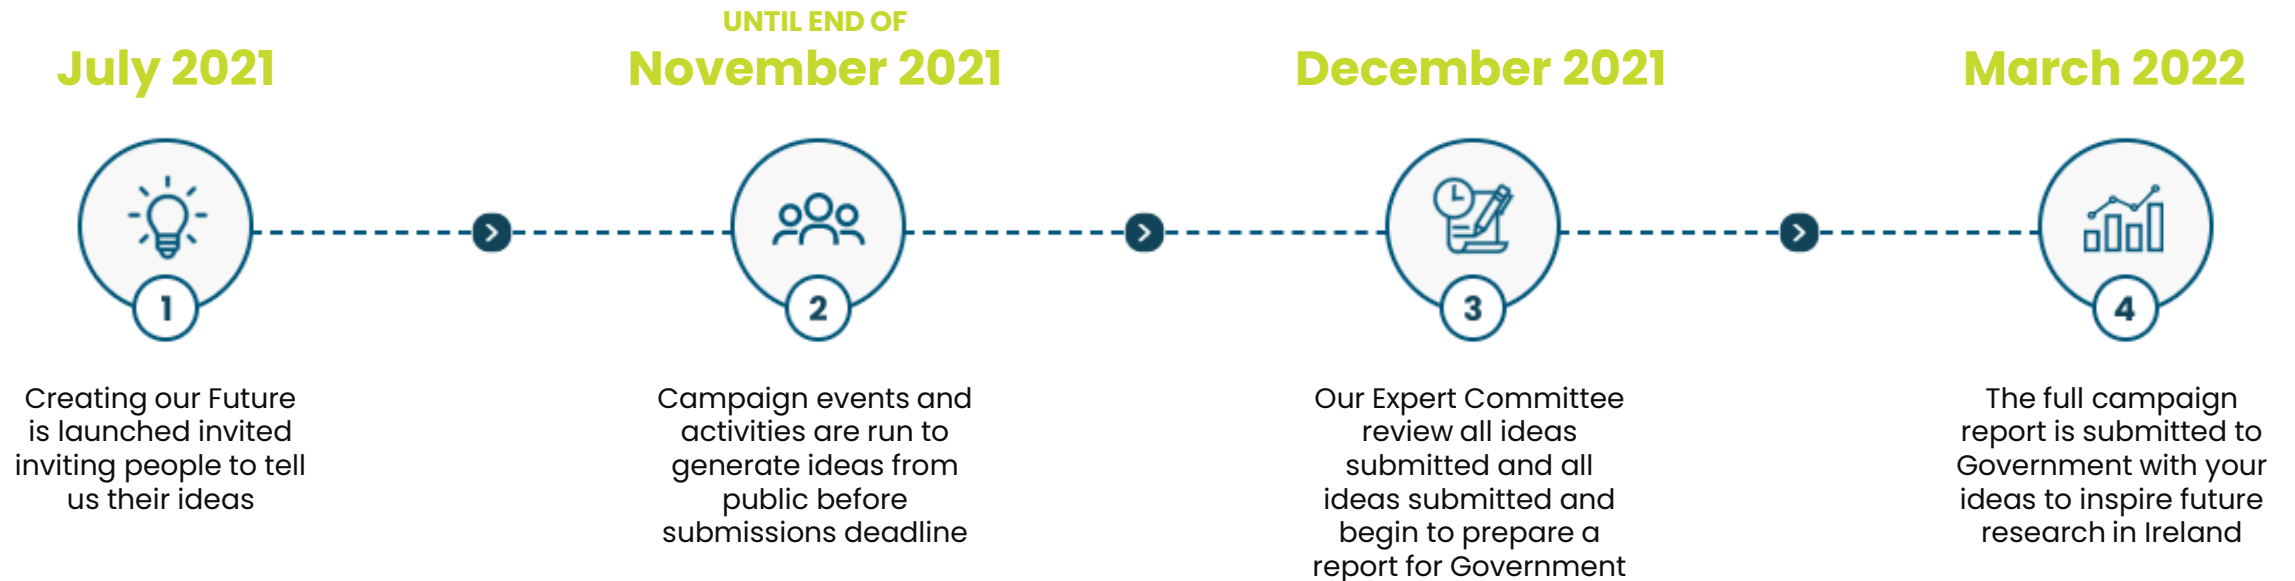 July 2021
1
Creating our Future
is launched invited
inviting people to tell
us their ideas
UNTIL END OF
November 2021
2
Campaign events and
activities are run to
generate ideas from
public before
submissions deadline
December 2021
3
Our Expert Committee
review all ideas
submitted and all
ideas submitted and
begin to prepare a
report for Government
March 2022
4
The full campaign
report is submitted to
Government with your
ideas to inspire future
research in Ireland